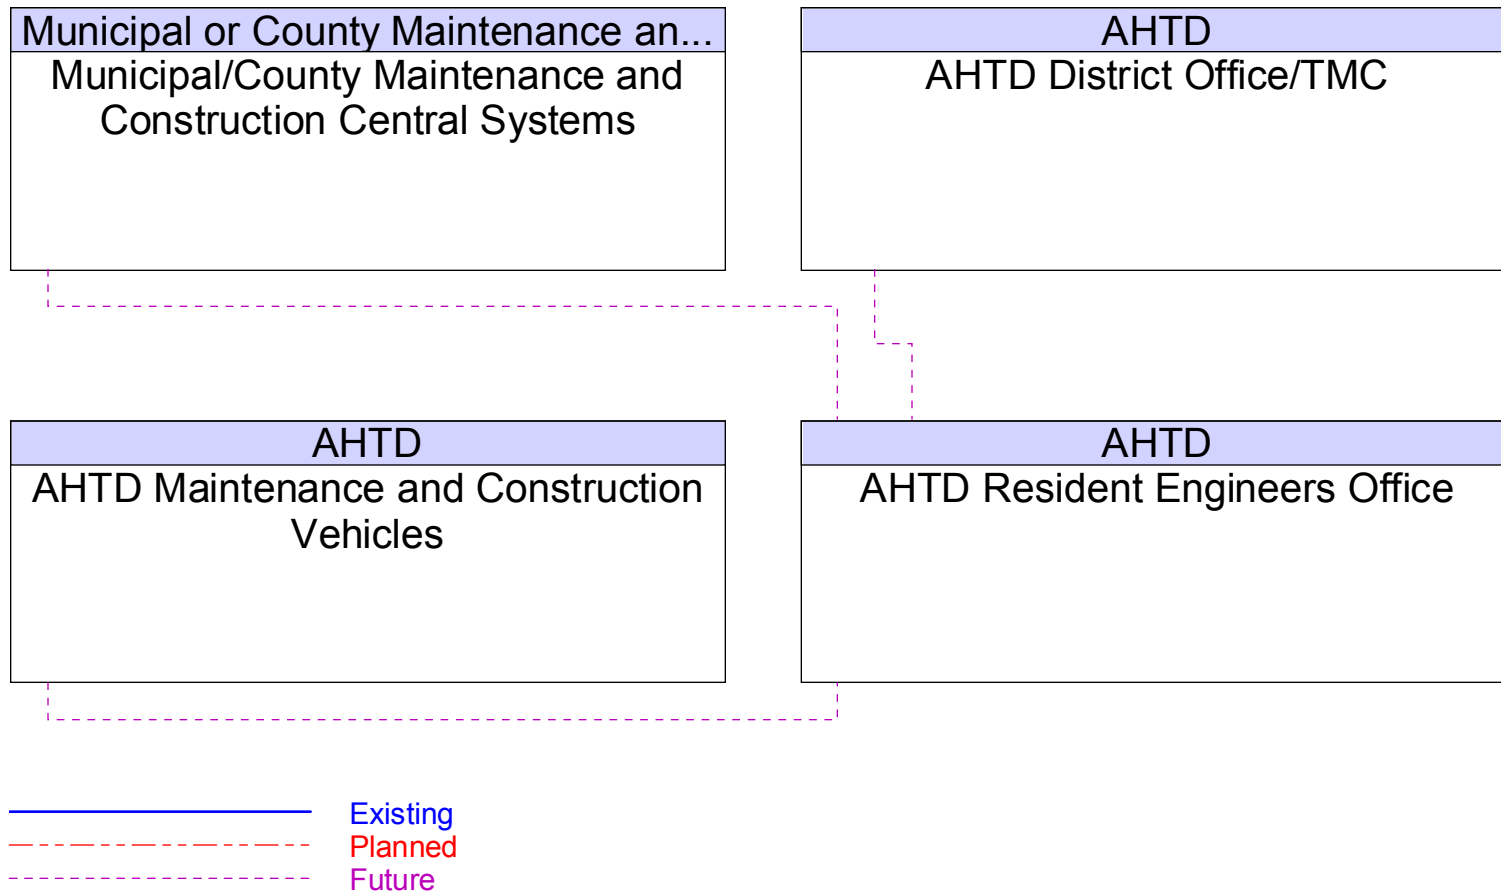 Municipal or County Maintenance an...
Municipal/County Maintenance and
Construction Central Systems
AHTD
AHTD District Office/TMC
AHTD
AHTD Maintenance and Construction
Vehicles
AHTD
AHTD Resident Engineers Office
Existing
Planned
Future